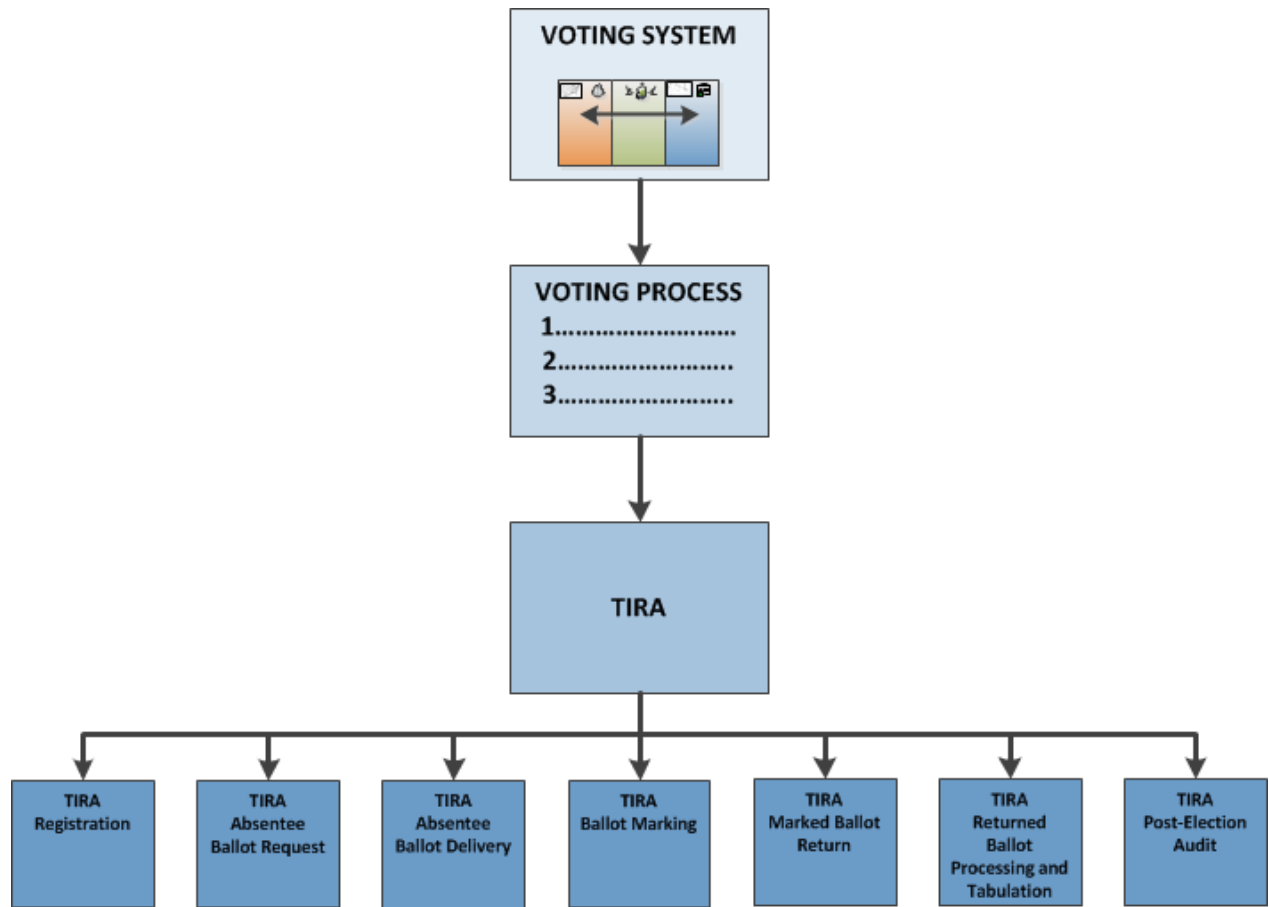 VOTING SYSTEM
VOTING PROCESS
1…………………………
2……………………..
3……………………..
TIRA
TIRA
Registration
TIRA
Absentee
Ballot Request
TIRA
Absentee
Ballot Delivery
TIRA
Ballot Marking
TIRA
Marked Ballot
Return
TIRA
Returned
Ballot
Processing and
Tabulation
TIRA
Post-Election
Audit